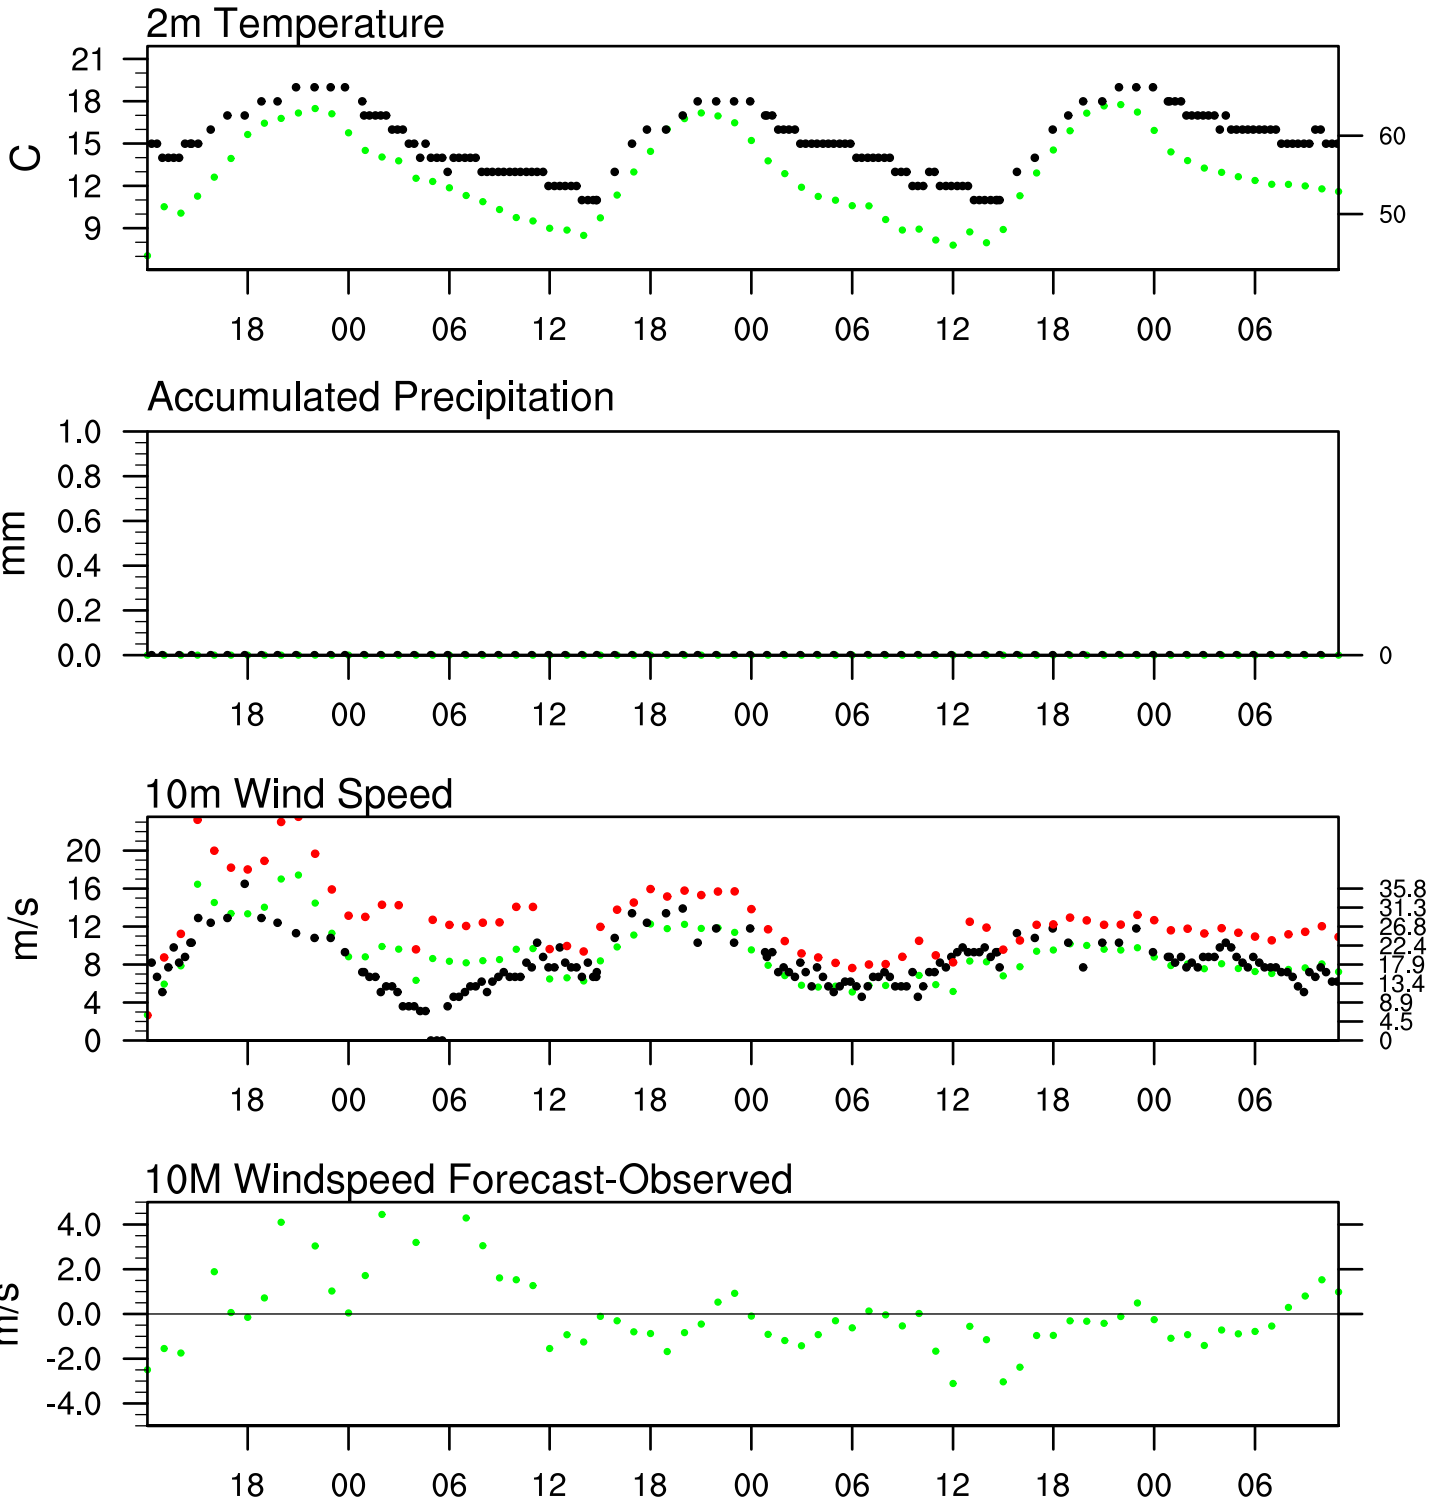 2m Temperature
21
18
15
12
9
C
60
50
18 00 06 12 18 00 06 12 18 00 06
Accumulated Precipitation
1.0
0.8
0.6
0.4
0.2
0.0
mm
0
18 00 06 12 18 00 06 12 18 00 06
10m Wind Speed
20
16
12
8
4
0
m/s
35.8
31.3
26.8
22.4
17.9
13.4
8.9
4.5
0
18 00 06 12 18 00 06 12 18 00 06
10M Windspeed Forecast-Observed
4.0
2.0
0.0
-2.0
-4.0
m/s
18 00 06 12 18 00 06 12 18 00 06